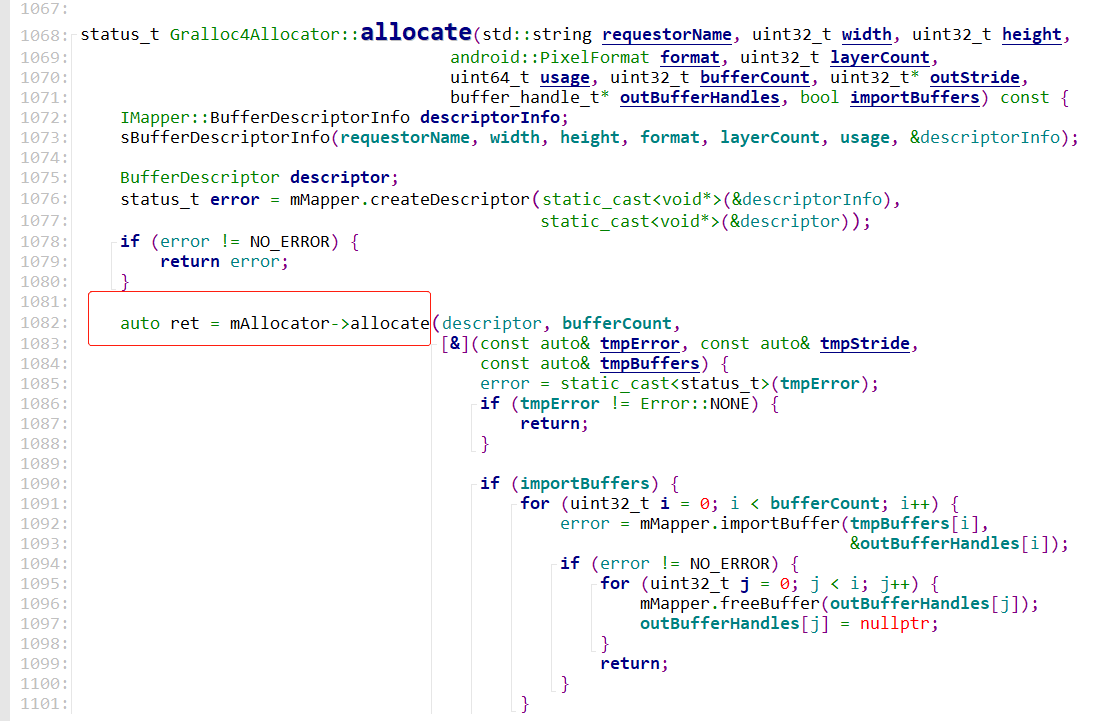 1067:
1068: status_t Gralloc4Allocator::allocate(std::string requestorName, uint32_t width, uint32_t height,
1069: android::PixelFormat format, uint32_t layerCount,
1070: uint64_t usage, uint32_t bufferCount, uint32_t* outStride,
1071: buffer_handle_t* outBufferHandles, bool importBuffers) const {
1072: IMapper::BufferDescriptorInfo descriptorInfo;
1073: sBufferDescriptorInfo(requestorName, width, height, format, layerCount, usage, &descriptorInfo);
1074:
1075: BufferDescriptor descriptor;
1076: status_t error = mMapper.createDescriptor(static_cast<void*>(&descriptorInfo),
1077: static_cast<void*>(&descriptor));
1078: if (error != NO_ERROR) {
1079: return error;
1080: }
1081:
1082: auto ret = mAllocator->allocate(descriptor, bufferCount,
1083: [&](const auto& tmpError, const auto& tmpStride,
1084: const auto& tmpBuffers) {
1085: error = static_cast<status_t>(tmpError);
1086: if (tmpError != Error::NONE) {
1087: return;
1088: }
1089:
1090: if (importBuffers) {
1091: for (uint32_t i = 0; i < bufferCount; i++) {
1092: error = mMapper.importBuffer(tmpBuffers[i],
1093: &outBufferHandles[i]);
1094: if (error != NO_ERROR) {
1095: for (uint32_t j = 0; j < i; j++) {
1096: mMapper.freeBuffer(outBufferHandles[j]);
1097: outBufferHandles[j] = nullptr;
1098: }
1099: return;
1100: }
1101: }